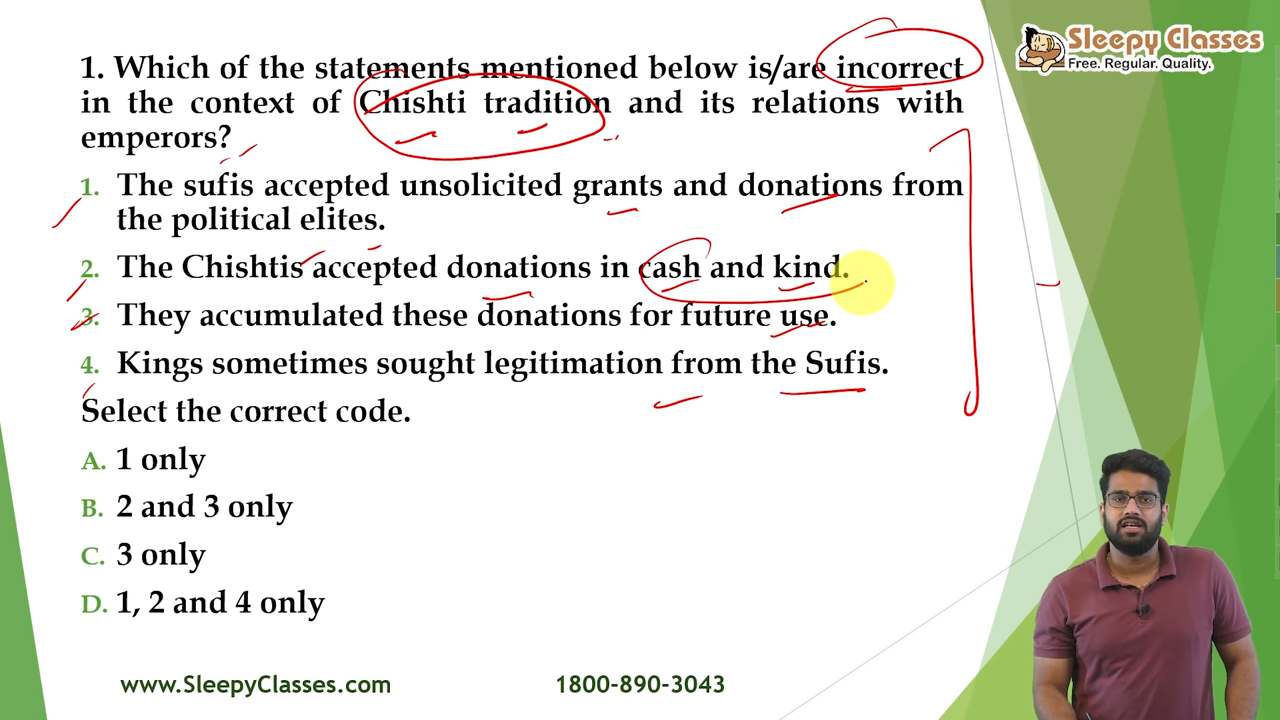 Sleepy Classes
Free. Regular. Quality.
1. Which of the statements mentioned below is/are incorrect
in the context of Chishti tradition and its relations with
emperors?
1. The sufis accepted unsolicited grants and donations from
the political elites.
2. The Chishtis accepted donations in cash and kind.
3. They accumulated these donations for future use.
4. Kings sometimes sought legitimation from the Sufis.
Select the correct code.
A. 1 only
B. 2 and 3 only
C. 3 only
D. 1, 2 and 4 only
www.SleepyClasses.com 1800-890-3043